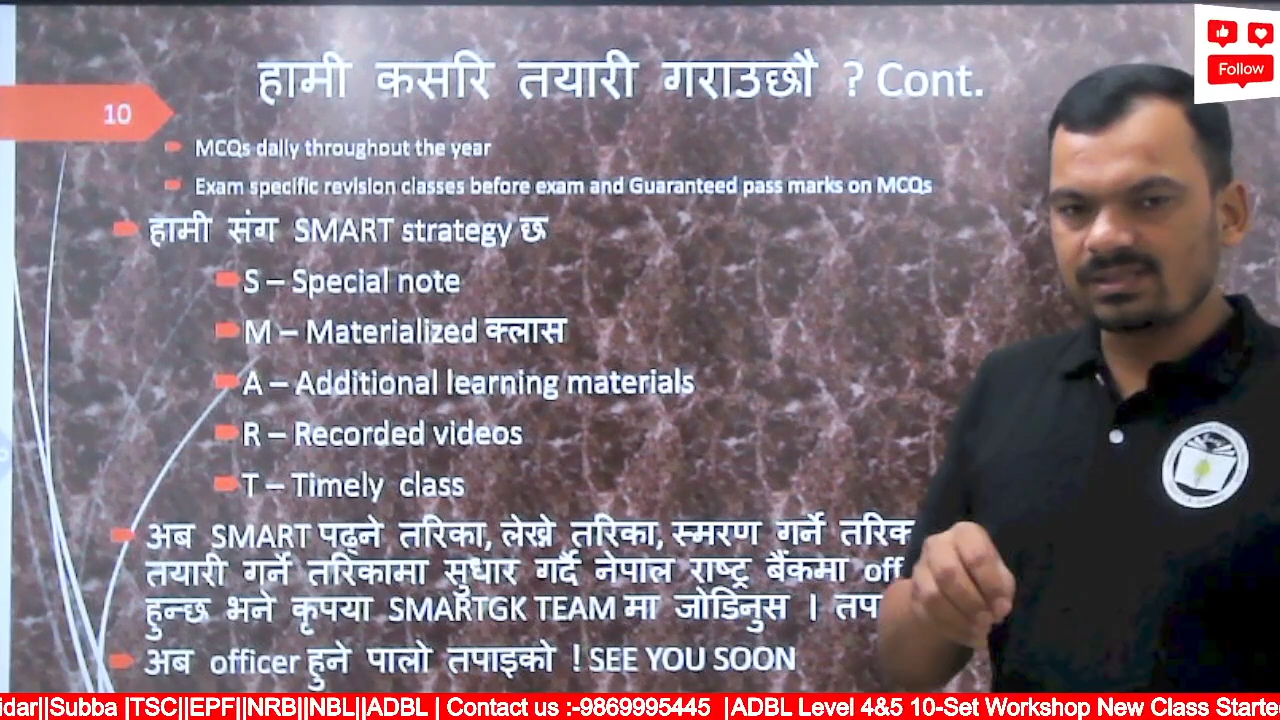 हामी कसरि तयारी गराउछौ ? Cont.
Follow
10
MCQs daily throughout the year
Exam specific revision classes before exam and Guaranteed pass marks on MCQs
हामी संग SMART strategy छ
S – Special note
M – Materialized क्लास
A – Additional learning materials
R – Recorded videos
T – Timely class
अब SMART पढ्ने तरिका, लेख्ने तरिका, स्मरण गर्ने तरिक
तयारी गर्ने तरिकामा सुधार गर्दै नेपाल राष्ट्र बैंकमा off
हुन्छ भने कृपया SMARTGK TEAM मा जोडिनुस । तप
अब officer हुने पालो तपाइको ! SEE YOU SOON
idar||Subba |TSC||EPF||NRB||NBL||ADBL | Contact us :-9869995445 |ADBL Level 4&5 10-Set Workshop New Class Starte